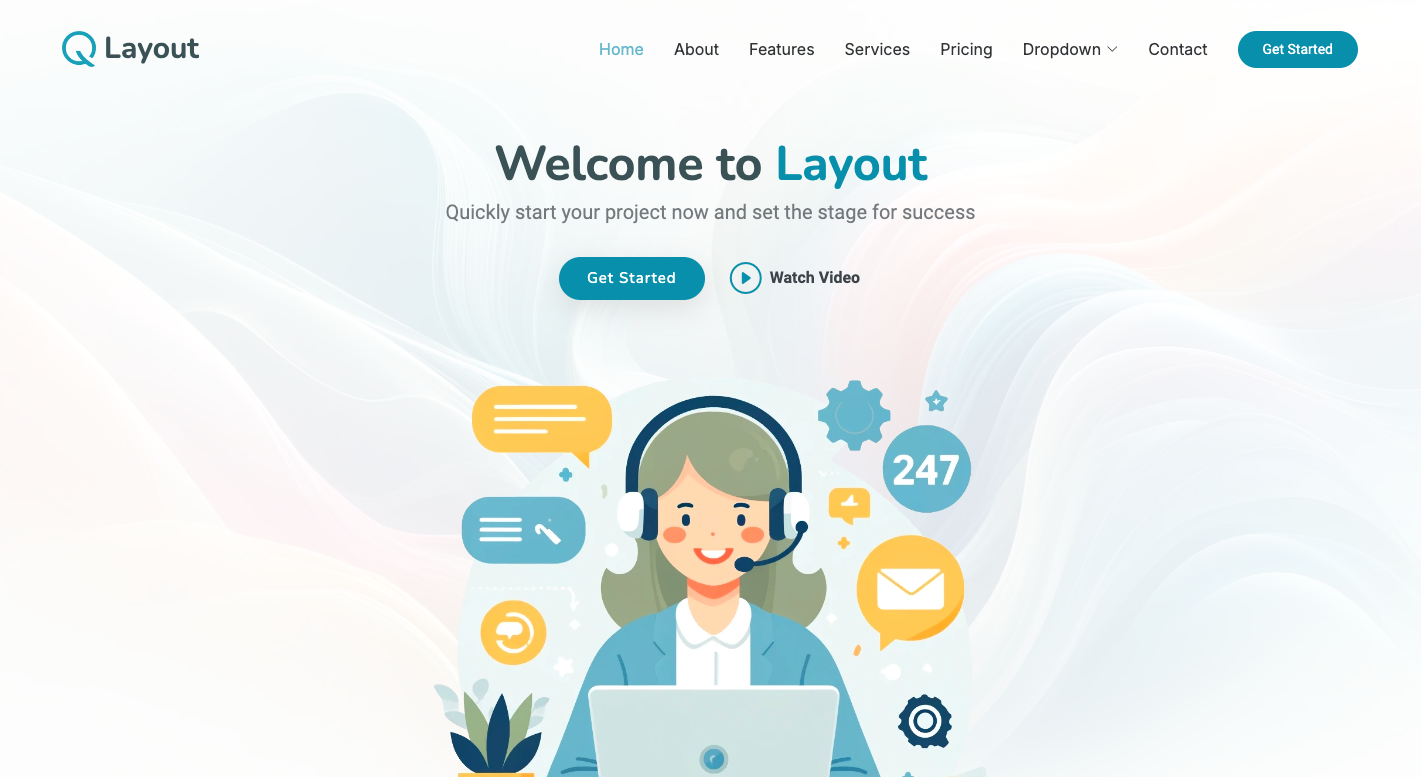 Layout
Home About Features Services Pricing Dropdown Contact Get Started
Welcome to Layout
Quickly start your project now and set the stage for success
Get Started Watch Video
247